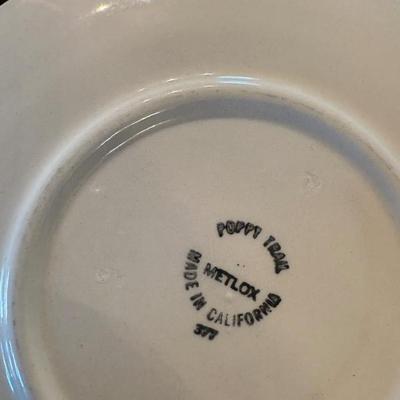 POPPY TRAIL
METLOX
MADE IN CALIFORNIA
377